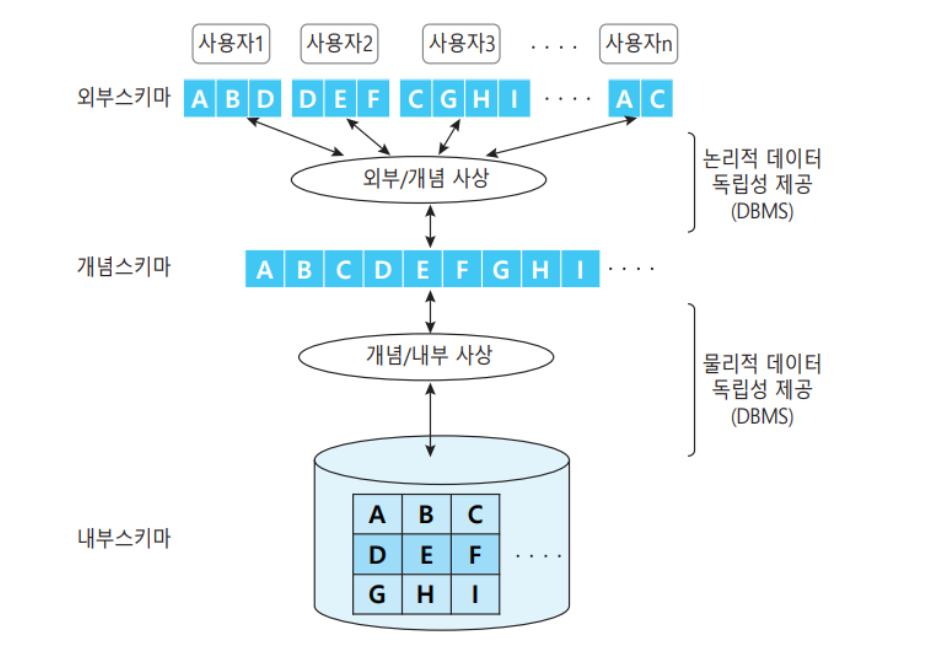 사용자1 사용자2 사용자3 · · · · 사용자n
외부스키마 A B D D E F C G H I · · · · A C
외부/개념 사상
논리적 데이터
독립성 제공
(DBMS)
개념스키마 A B C D E F G H I · · · ·
개념/내부 사상
물리적 데이터
독립성 제공
(DBMS)
내부스키마
A B C
D E F · · · ·
G H I